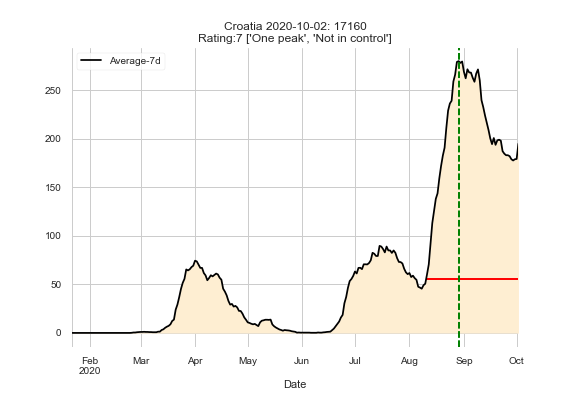 Croatia 2020-10-02: 17160
Rating:7 ['One peak', 'Not in control']
Average-7d
250
200
150
100
50
0
Feb Mar Apr May Jun Jul Aug Sep Oct
2020
Date